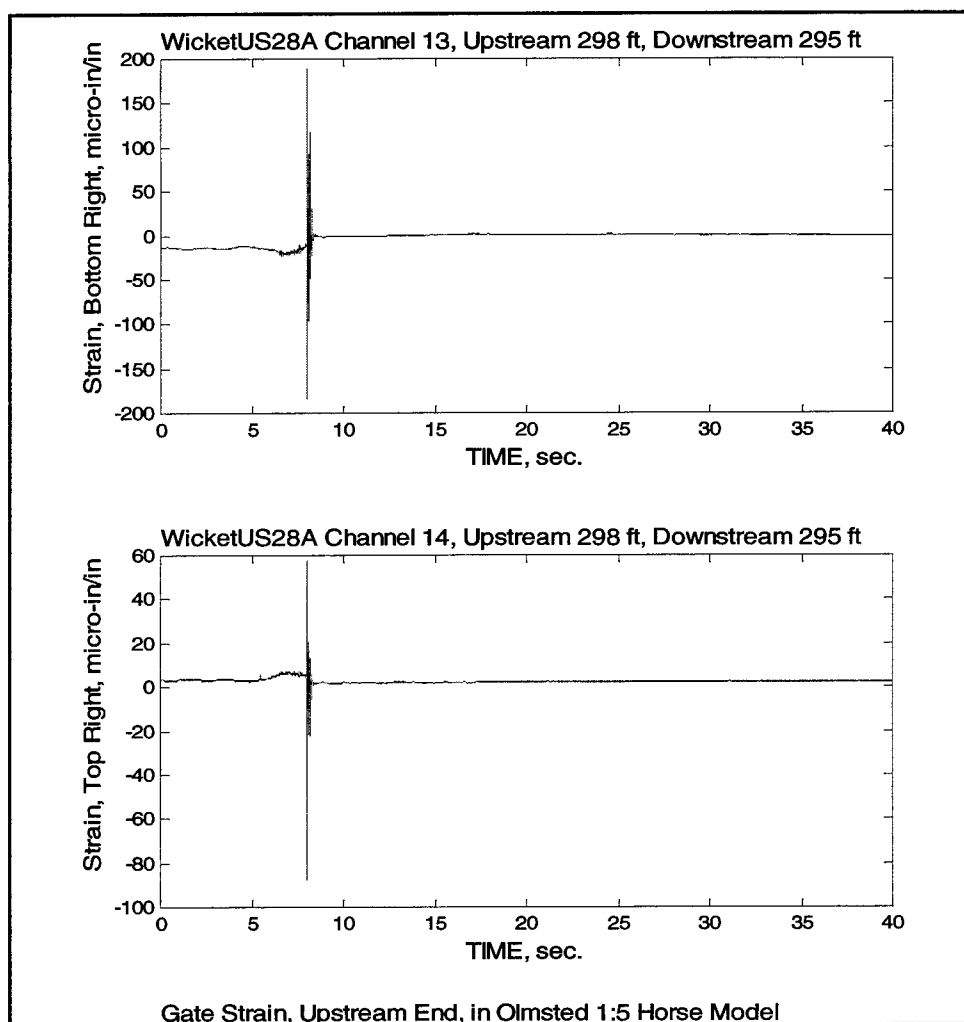 WicketUS28A Channel 13, Upstream 298 ft, Downstream 295 ft
Strain, Bottom Right, micro-in/in
200
150
100
50
0
-50
-100
-150
-200
0 5 10 15 20 25 30 35 40
TIME, sec.
WicketUS28A Channel 14, Upstream 298 ft, Downstream 295 ft
Strain, Top Right, micro-in/in
60
40
20
0
-20
-40
-60
-80
-100
0 5 10 15 20 25 30 35 40
TIME, sec.
Gate Strain, Upstream End, in Olmsted 1:5 Horse Model